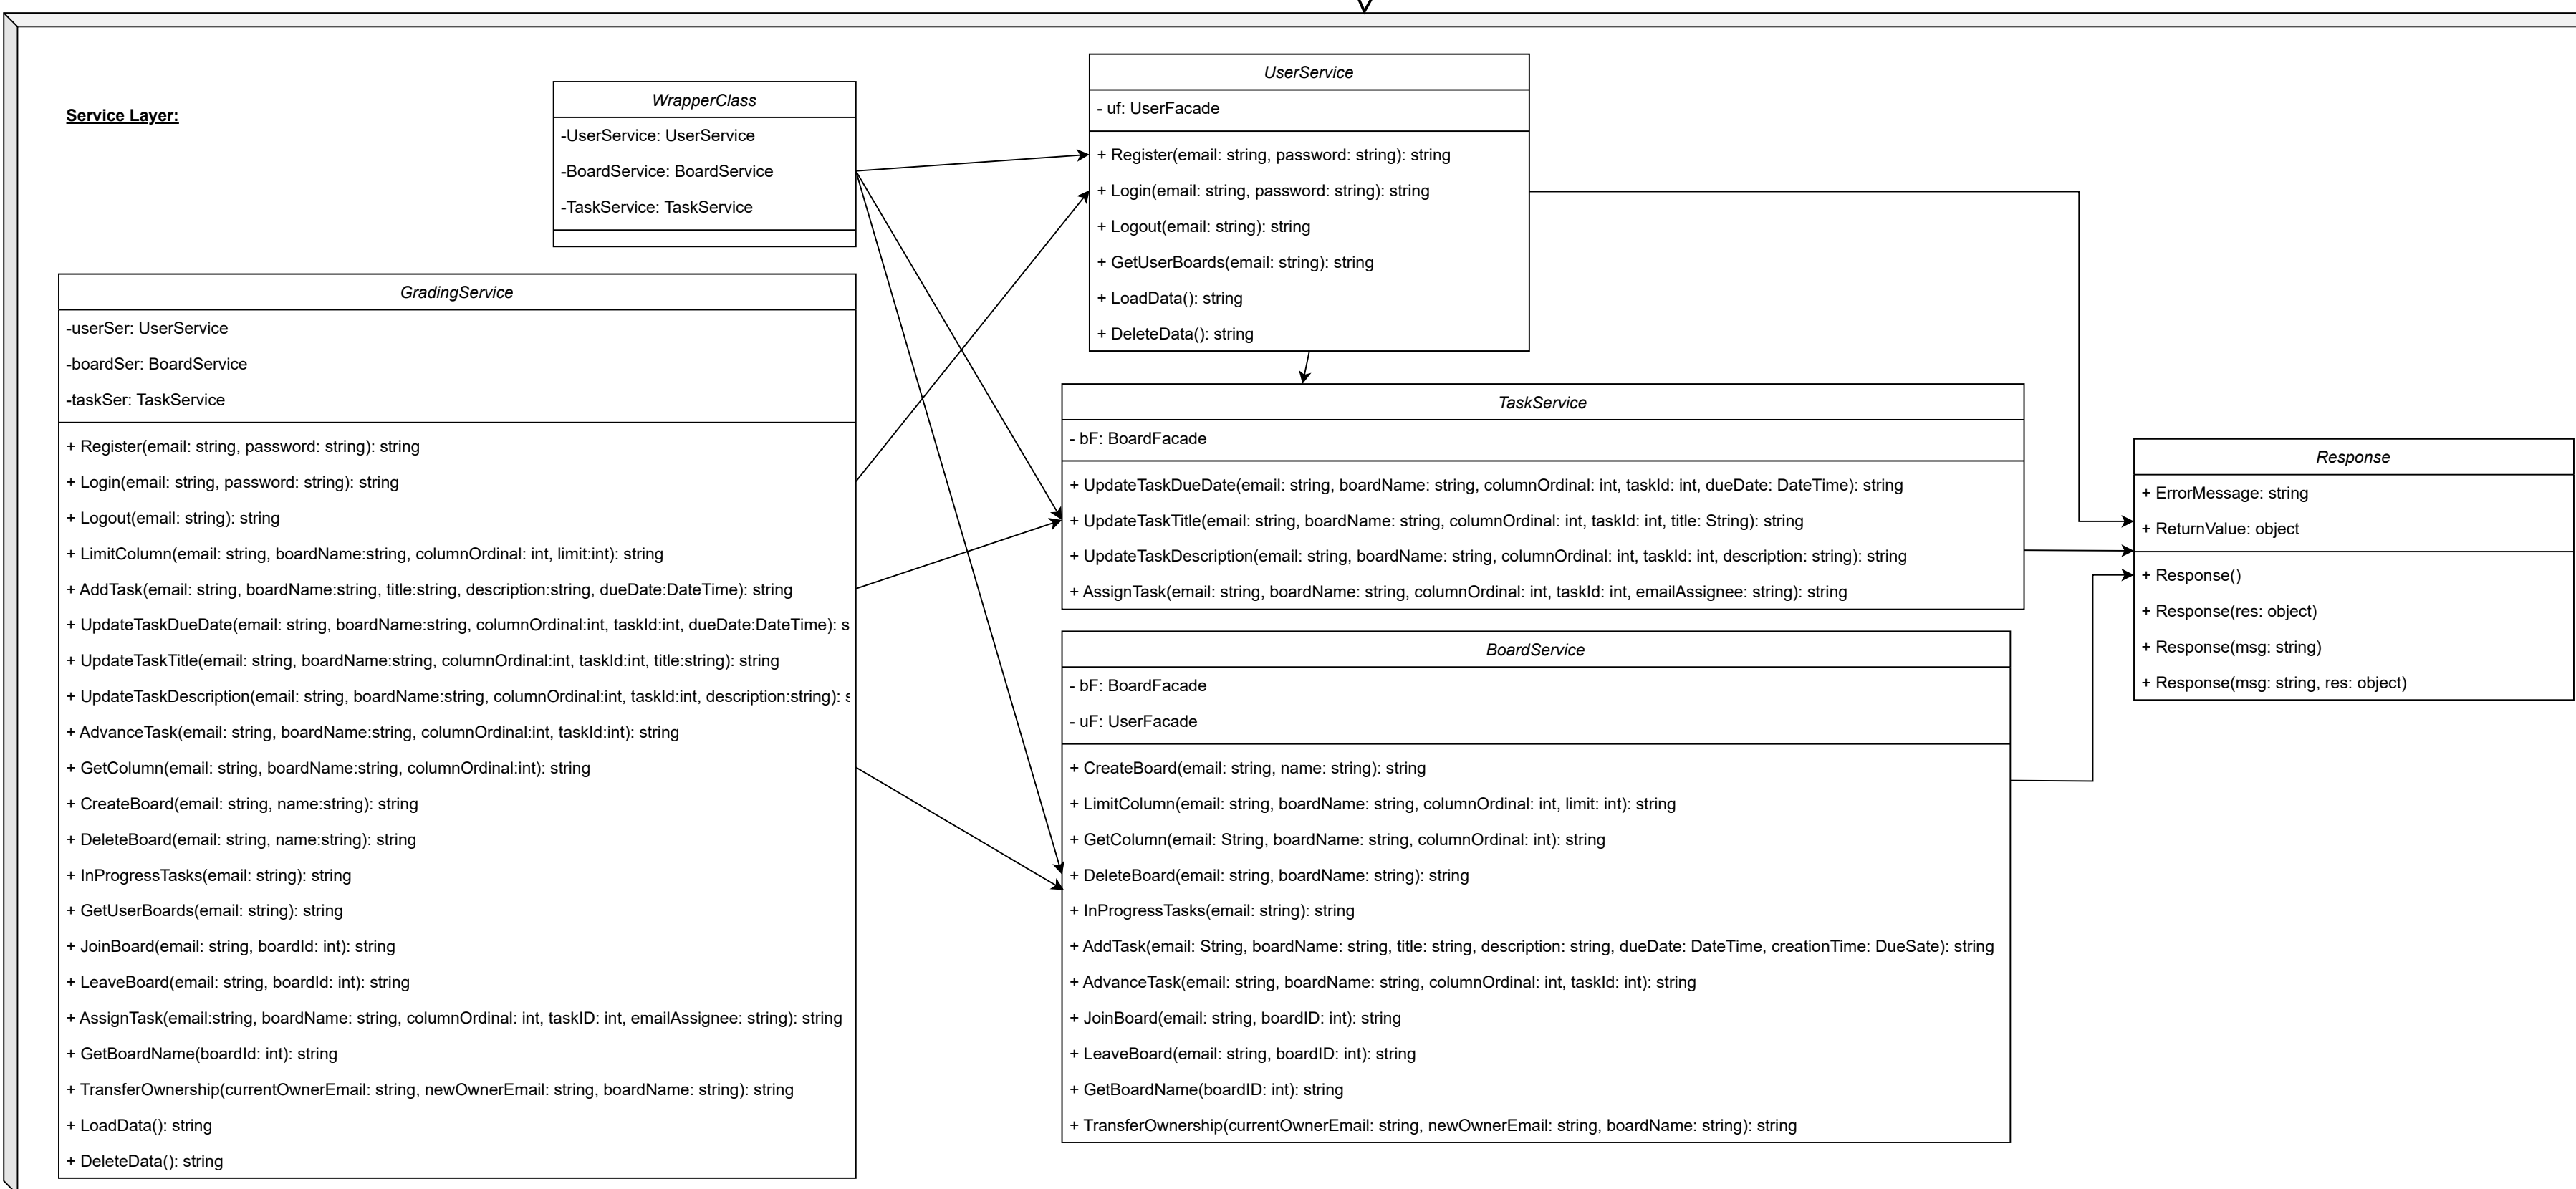 Service Layer:
WrapperClass
-UserService: UserService
-BoardService: BoardService
-TaskService: TaskService
GradingService
-userSer: UserService
-boardSer: BoardService
-taskSer: TaskService
+ Register(email: string, password: string): string
+ Login(email: string, password: string): string
+ Logout(email: string): string
+ LimitColumn(email: string, boardName:string, columnOrdinal: int, limit:int): string
+ AddTask(email: string, boardName:string, title:string, description:string, dueDate:DateTime): string
+ UpdateTaskDueDate(email: string, boardName:string, columnOrdinal:int, taskId:int, dueDate:DateTime): s
+ UpdateTaskTitle(email: string, boardName:string, columnOrdinal:int, taskId:int, title:string): string
+ UpdateTaskDescription(email: string, boardName:string, columnOrdinal:int, taskId:int, description:string): s
+ AdvanceTask(email: string, boardName:string, columnOrdinal:int, taskId:int): string
+ GetColumn(email: string, boardName:string, columnOrdinal:int): string
+ CreateBoard(email: string, name:string): string
+ DeleteBoard(email: string, name:string): string
+ InProgressTasks(email: string): string
+ GetUserBoards(email: string): string
+ JoinBoard(email: string, boardId: int): string
+ LeaveBoard(email: string, boardId: int): string
+ AssignTask(email:string, boardName: string, columnOrdinal: int, taskID: int, emailAssignee: string): string
+ GetBoardName(boardId: int): string
+ TransferOwnership(currentOwnerEmail: string, newOwnerEmail: string, boardName: string): string
+ LoadData(): string
+ DeleteData(): string
UserService
- uf: UserFacade
+ Register(email: string, password: string): string
+ Login(email: string, password: string): string
+ Logout(email: string): string
+ GetUserBoards(email: string): string
+ LoadData(): string
+ DeleteData(): string
TaskService
- bF: BoardFacade
+ UpdateTaskDueDate(email: string, boardName: string, columnOrdinal: int, taskId: int, dueDate: DateTime): string
+ UpdateTaskTitle(email: string, boardName: string, columnOrdinal: int, taskId: int, title: String): string
+ UpdateTaskDescription(email: string, boardName: string, columnOrdinal: int, taskId: int, description: string): string
+ AssignTask(email: string, boardName: string, columnOrdinal: int, taskId: int, emailAssignee: string): string
BoardService
- bF: BoardFacade
- uF: UserFacade
+ CreateBoard(email: string, name: string): string
+ LimitColumn(email: string, boardName: string, columnOrdinal: int, limit: int): string
+ GetColumn(email: String, boardName: string, columnOrdinal: int): string
+ DeleteBoard(email: string, boardName: string): string
+ InProgressTasks(email: string): string
+ AddTask(email: String, boardName: string, title: string, description: string, dueDate: DateTime, creationTime: DueSate): string
+ AdvanceTask(email: string, boardName: string, columnOrdinal: int, taskId: int): string
+ JoinBoard(email: string, boardID: int): string
+ LeaveBoard(email: string, boardID: int): string
+ GetBoardName(boardID: int): string
+ TransferOwnership(currentOwnerEmail: string, newOwnerEmail: string, boardName: string): string
Response
+ ErrorMessage: string
+ ReturnValue: object
+ Response()
+ Response(res: object)
+ Response(msg: string)
+ Response(msg: string, res: object)